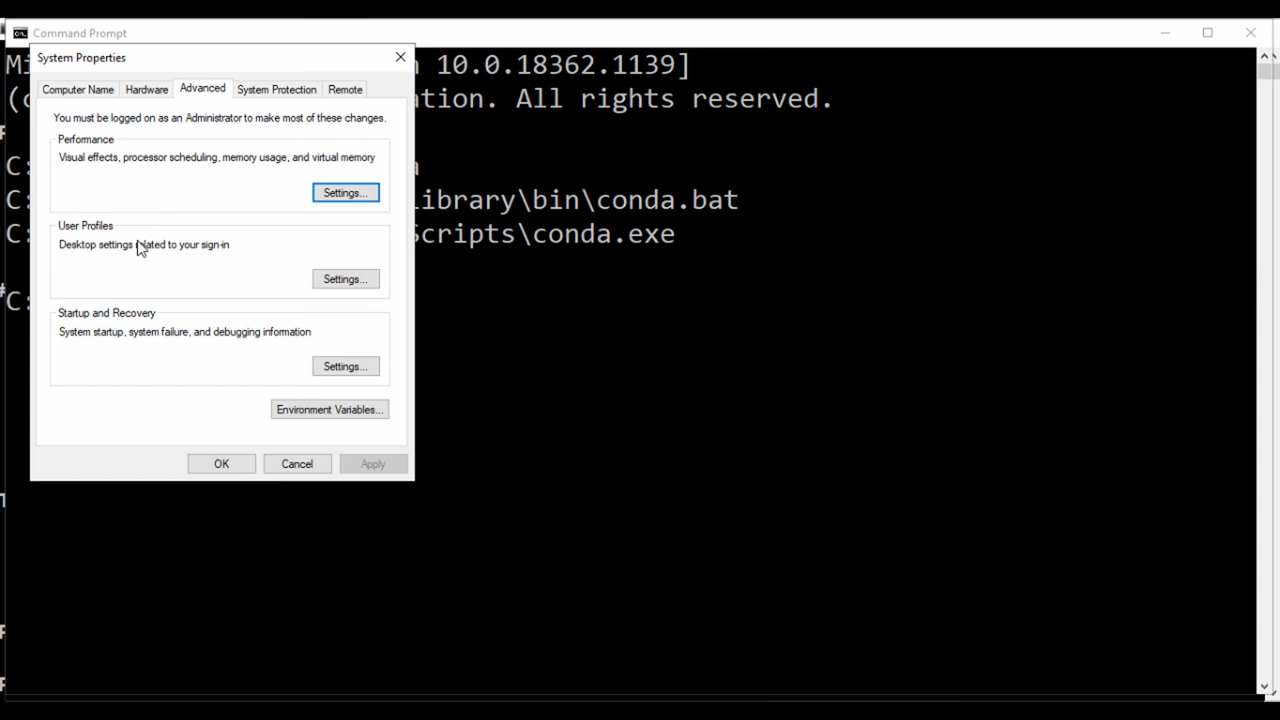 Command Prompt
System Properties
Mi 10.0.18362.1139]
Computer Name Hardware Advanced System Protection Remote
(c ation. All rights reserved.
You must be logged on as an Administrator to make most of these changes.
Performance
Visual effects, processor scheduling, memory usage, and virtual memory
C:
Settings...
C: ibrary\bin\conda.bat
User Profiles
C: Scripts\conda.exe
Desktop settings related to your sign-in
Settings...
C:
Startup and Recovery
System startup, system failure, and debugging information
Settings...
Environment Variables...
OK Cancel Apply